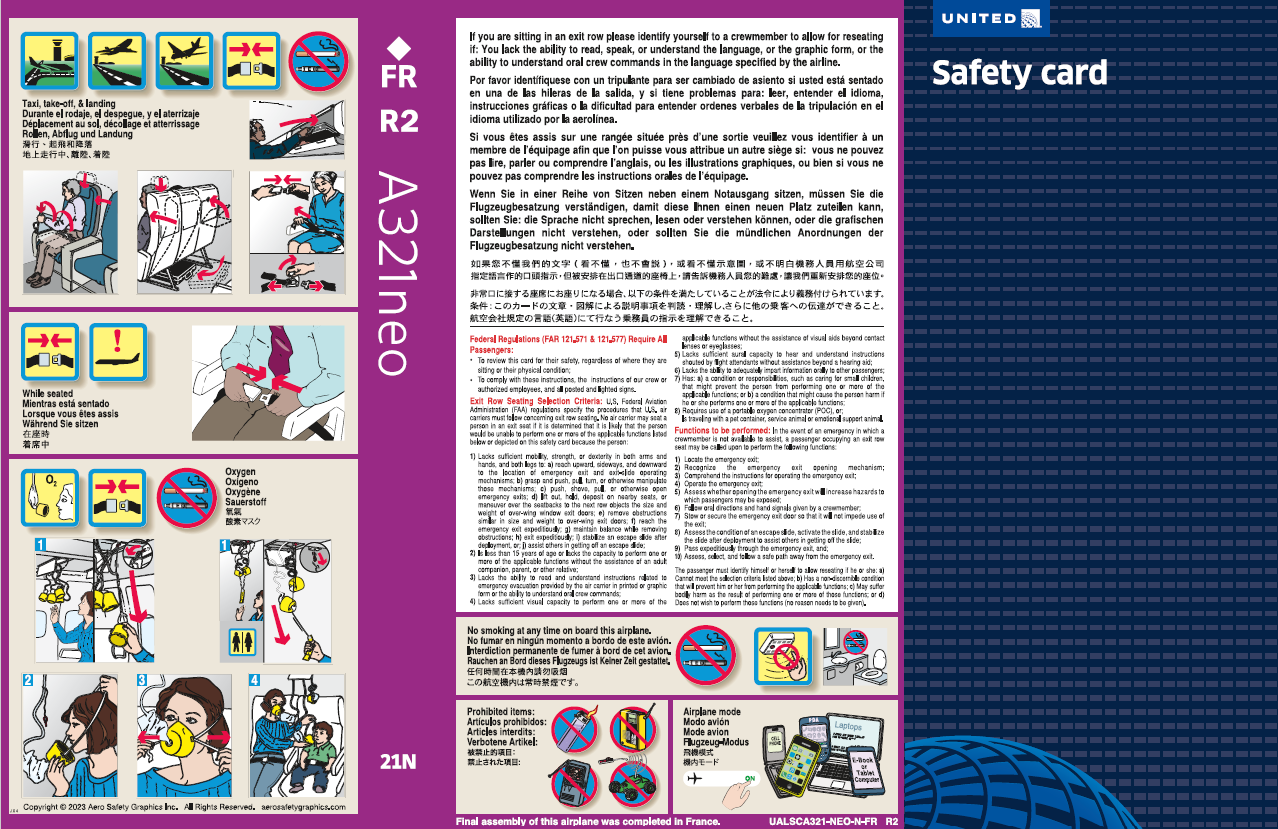 Taxi, take-off, & landing
Durante el rodaje, el despegue, y el aterrizaje
Déplacement au sol, décollage et atterrissage
Rollen, Abflug und Landung
滑行、起飛和降落
地上走行中、離陸、着陸
While seated
Mientras está sentado
Lorsque vous êtes assis
Während Sie sitzen
在座時
着席中
O₂
Oxygen
Oxígeno
Oxygène
Sauerstoff
氧氣
酸素マスク
1
1
2
3
4
Copyright © 2023 Aero Safety Graphics Inc. All Rights Reserved. aerosafetygraphics.com
FR
R2
A321neo
21N
If you are sitting in an exit row please identify yourself to a crewmember to allow for reseating
if: You lack the ability to read, speak, or understand the language, or the graphic form, or the
ability to understand oral crew commands in the language specified by the airline.
Por favor identifíquese con un tripulante para ser cambiado de asiento si usted está sentado
en una de las hileras de la salida, y si tiene problemas para: leer, entender el idioma,
instrucciones gráficas o la dificultad para entender ordenes verbales de la tripulación en el
idioma utilizado por la aerolínea.
Si vous êtes assis sur une rangée située près d'une sortie veuillez vous identifier à un
membre de l'équipage afin que l'on puisse vous attribue un autre siège si: vous ne pouvez
pas lire, parler ou comprendre l'anglais, ou les illustrations graphiques, ou bien si vous ne
pouvez pas comprendre les instructions orales de l'équipage.
Wenn Sie in einer Reihe von Sitzen neben einem Notausgang sitzen, müssen Sie die
Flugzeugbesatzung verständigen, damit diese Ihnen einen neuen Platz zuteilen kann,
sollten Sie: die Sprache nicht sprechen, lesen oder verstehen können, oder die grafischen
Darstellungen nicht verstehen, oder sollten Sie die mündlichen Anordnungen der
Flugzeugbesatzung nicht verstehen.
如果您不懂我們的文字（看不懂，也不會說），或看不懂示意圖，或不明白機務人員用航空公司
指定語言作的口頭指示，但被安排在出口通道的座椅上，請告訴機務人員您的難處，讓我們重新安排您的座位。
非常口に接する座席にお座りになる場合、以下の条件を満たしていることが法令により義務付けられています。
条件：このカードの文章・図解による説明事項を判読・理解し、さらに他の乗客への伝達ができること。
航空会社規定の言語(英語)にて行なう乗務員の指示を理解できること。
Federal Regulations (FAR 121.571 & 121.577) Require All
Passengers:
• To review this card for their safety, regardless of where they are
sitting or their physical condition;
• To comply with these instructions, the instructions of our crew or
authorized employees, and all posted and lighted signs.
Exit Row Seating Selection Criteria: U.S. Federal Aviation
Administration (FAA) regulations specify the procedures that U.S. air
carriers must follow concerning exit row seating. No air carrier may seat a
person in an exit seat if it is determined that it is likely that the person
would be unable to perform one or more of the applicable functions listed
below or depicted on this safety card because the person:
1) Lacks sufficient mobility, strength, or dexterity in both arms and
hands, and both legs to: a) reach upward, sideways, and downward
to the location of emergency exit and exit-slide operating
mechanisms; b) grasp and push, pull, turn, or otherwise manipulate
those mechanisms; c) push, shove, pull, or otherwise open
emergency exits; d) lift out, hold, deposit on nearby seats, or
maneuver over the seatbacks to the next row objects the size and
weight of over-wing window exit doors; e) remove obstructions
similar in size and weight to over-wing exit doors; f) reach the
emergency exit expeditiously; g) maintain balance while removing
obstructions; h) exit expeditiously; i) stabilize an escape slide after
deployment, or; j) assist others in getting off an escape slide;
2) Is less than 15 years of age or lacks the capacity to perform one or
more of the applicable functions without the assistance of an adult
companion, parent, or other relative;
3) Lacks the ability to read and understand instructions related to
emergency evacuation provided by the air carrier in printed or graphic
form or the ability to understand oral crew commands;
4) Lacks sufficient visual capacity to perform one or more of the
applicable functions without the assistance of visual aids beyond contact
lenses or eyeglasses;
5) Lacks sufficient aural capacity to hear and understand instructions
shouted by flight attendants without assistance beyond a hearing aid;
6) Lacks the ability to adequately impart information orally to other passengers;
7) Has: a) a condition or responsibilities, such as caring for small children,
that might prevent the person from performing one or more of the
applicable functions; or b) a condition that might cause the person harm if
he or she performs one or more of the applicable functions;
8) Requires use of a portable oxygen concentrator (POC), or;
Is traveling with a pet container, service animal or emotional support animal.
Functions to be performed: In the event of an emergency in which a
crewmember is not available to assist, a passenger occupying an exit row
seat may be called upon to perform the following functions:
1) Locate the emergency exit;
2) Recognize the emergency exit opening mechanism;
3) Comprehend the instructions for operating the emergency exit;
4) Operate the emergency exit;
5) Assess whether opening the emergency exit will increase hazards to
which passengers may be exposed;
6) Follow oral directions and hand signals given by a crewmember;
7) Stow or secure the emergency exit door so that it will not impede use of
the exit;
8) Assess the condition of an escape slide, activate the slide, and stabilize
the slide after deployment to assist others in getting off the slide;
9) Pass expeditiously through the emergency exit, and;
10) Assess, select, and follow a safe path away from the emergency exit.
The passenger must identify himself or herself to allow reseating if he or she: a)
Cannot meet the selection criteria listed above; b) Has a non-discernible condition
that will prevent him or her from performing the applicable functions; c) May suffer
bodily harm as the result of performing one or more of those functions; or d)
Does not wish to perform those functions (no reason needs to be given).
No smoking at any time on board this airplane.
No fumar en ningún momento a bordo de este avión.
Interdiction permanente de fumer à bord de cet avion.
Rauchen an Bord dieses Flugzeugs ist Keiner Zeit gestattet.
任何時間在本機內請勿吸烟
この航空機内は常時禁煙です。
Prohibited items:
Artículos prohibidos:
Articles interdits:
Verbotene Artikel:
被禁止的項目:
禁止された項目:
TV
Airplane mode
Modo avión
Mode avion
Flugzeug-Modus
飛機模式
機内モード
ON
CELL
PHONE
PDA
Laptops
E-Book
or
Tablet
Computer
Final assembly of this airplane was completed in France.
UALSCA321-NEO-N-FR R2
UNITED
Safety card